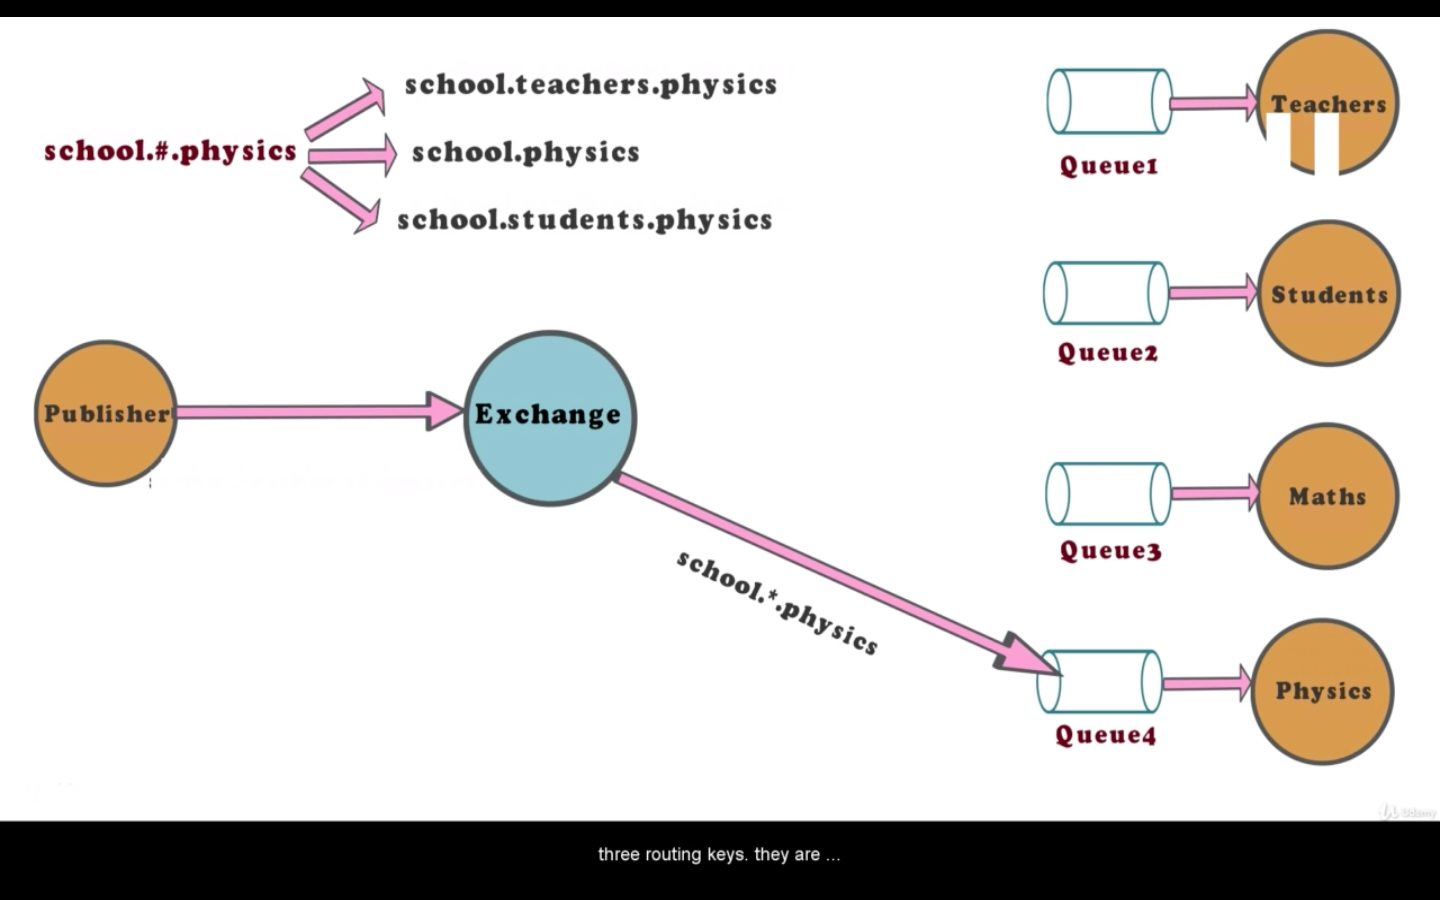 school.teachers.physics
school.#.physics
school.physics
school.students.physics
Teachers
Queue1
Students
Queue2
Publisher
Exchange
Maths
Queue3
school.*.physics
Physics
Queue4
Udemy
three routing keys. they are ...